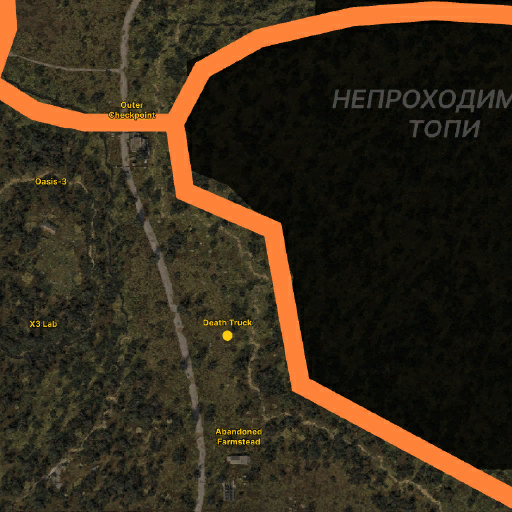 НЕПРОХОДИМ
ТОПИ
Outer
Checkpoint
Oasis-3
X3 Lab
Death Truck
Abandoned
Farmstead